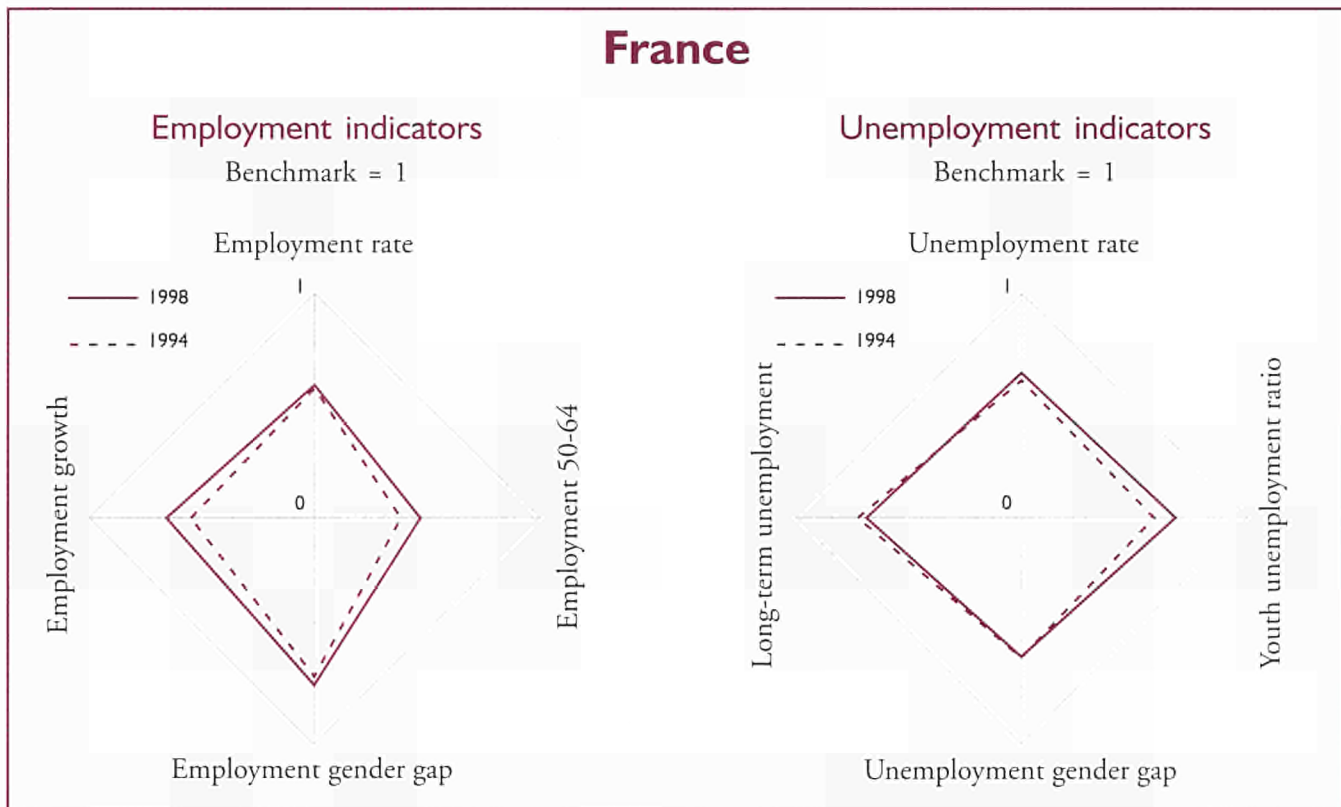 France
Employment indicators
Benchmark = 1
Employment rate
1
1998
1994
Employment growth
0
Employment 50-64
Employment gender gap
Unemployment indicators
Benchmark = 1
Unemployment rate
1
1998
1994
Long-term unemployment
0
Youth unemployment ratio
Unemployment gender gap